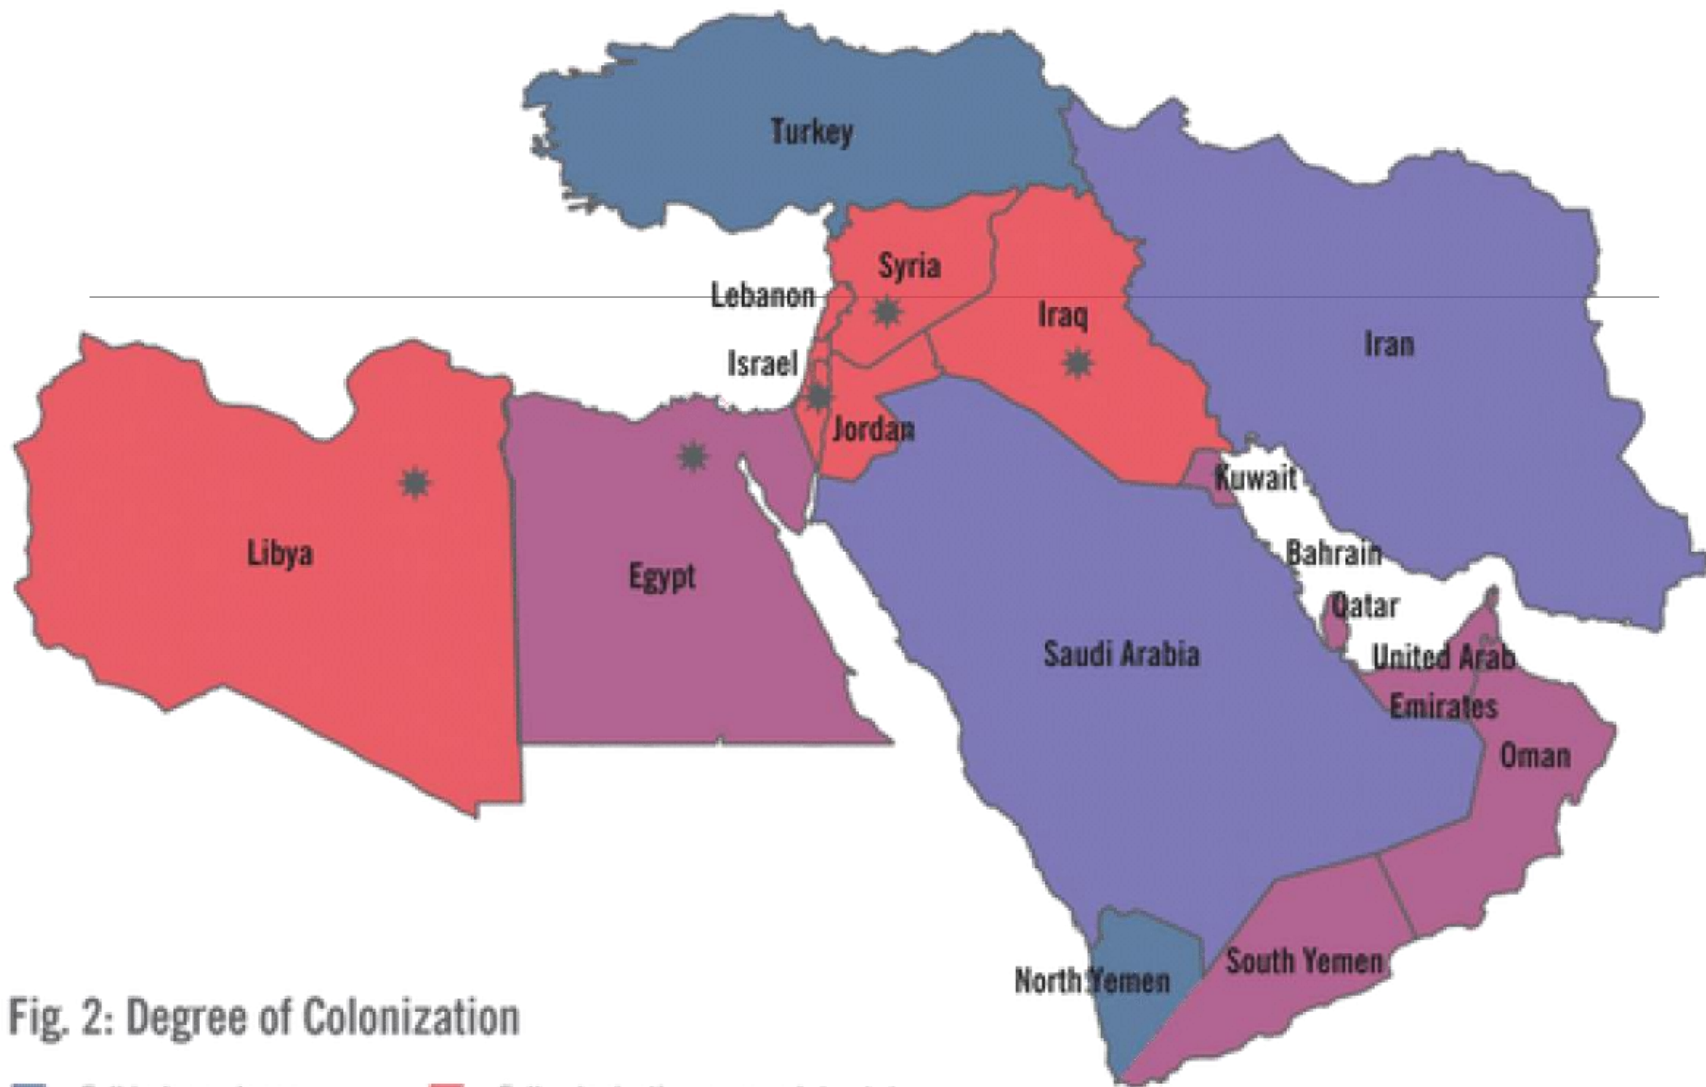 Turkey
Syria
Lebanon
Iraq
Iran
Israel
Jordan
Kuwait
Libya
Bahrain
Egypt
Qatar
Saudi Arabia
United Arab
Emirates
Oman
South Yemen
North Yemen
Fig. 2: Degree of Colonization